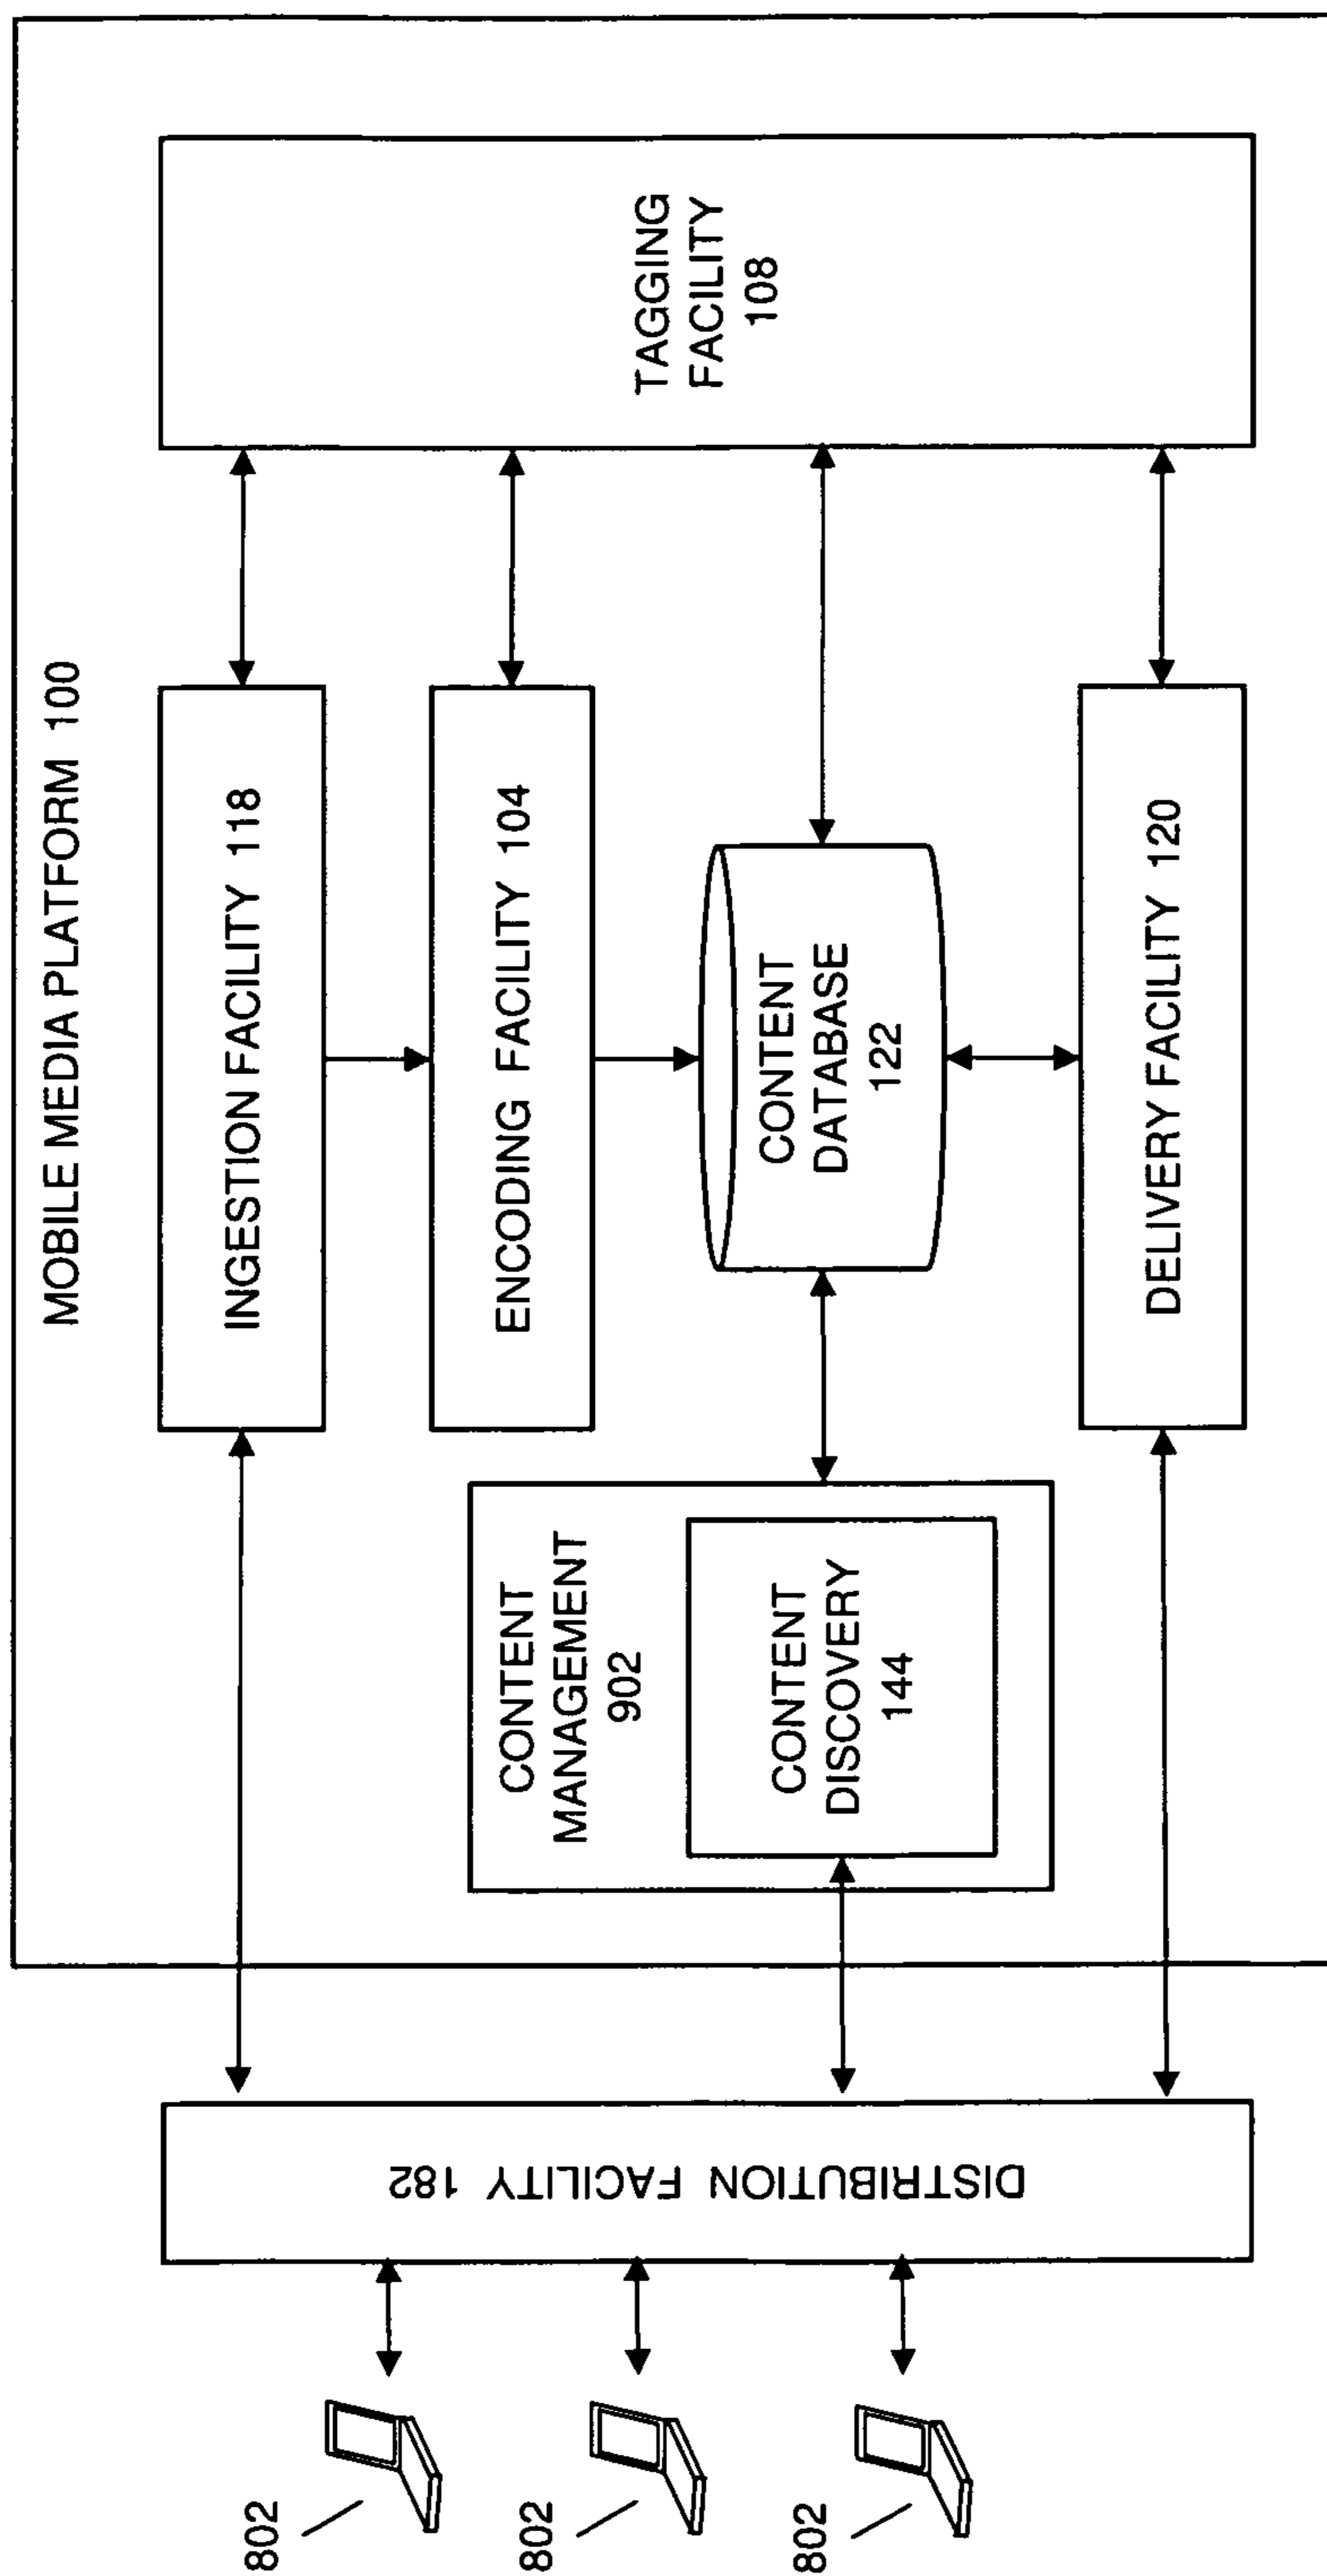 MOBILE MEDIA PLATFORM 100
802
802
802
DISTRIBUTION FACILITY 182
INGESTION FACILITY 118
ENCODING FACILITY 104
CONTENT
MANAGEMENT
902
CONTENT
DISCOVERY
144
CONTENT
DATABASE
122
DELIVERY FACILITY 120
TAGGING
FACILITY
108